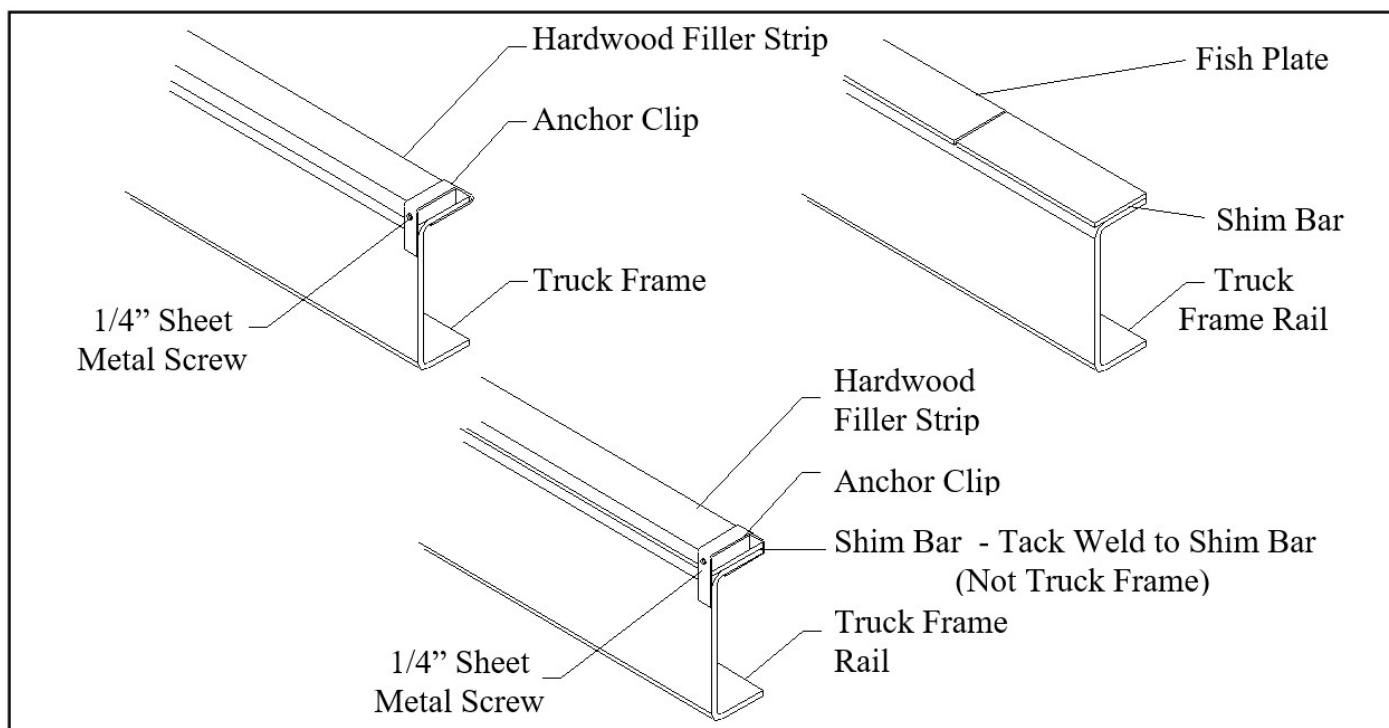 Hardwood Filler Strip
Anchor Clip
Truck Frame
1/4” Sheet
Metal Screw
Fish Plate
Shim Bar
Truck
Frame Rail
Hardwood
Filler Strip
Anchor Clip
Shim Bar - Tack Weld to Shim Bar
(Not Truck Frame)
Truck Frame
Rail
1/4” Sheet
Metal Screw